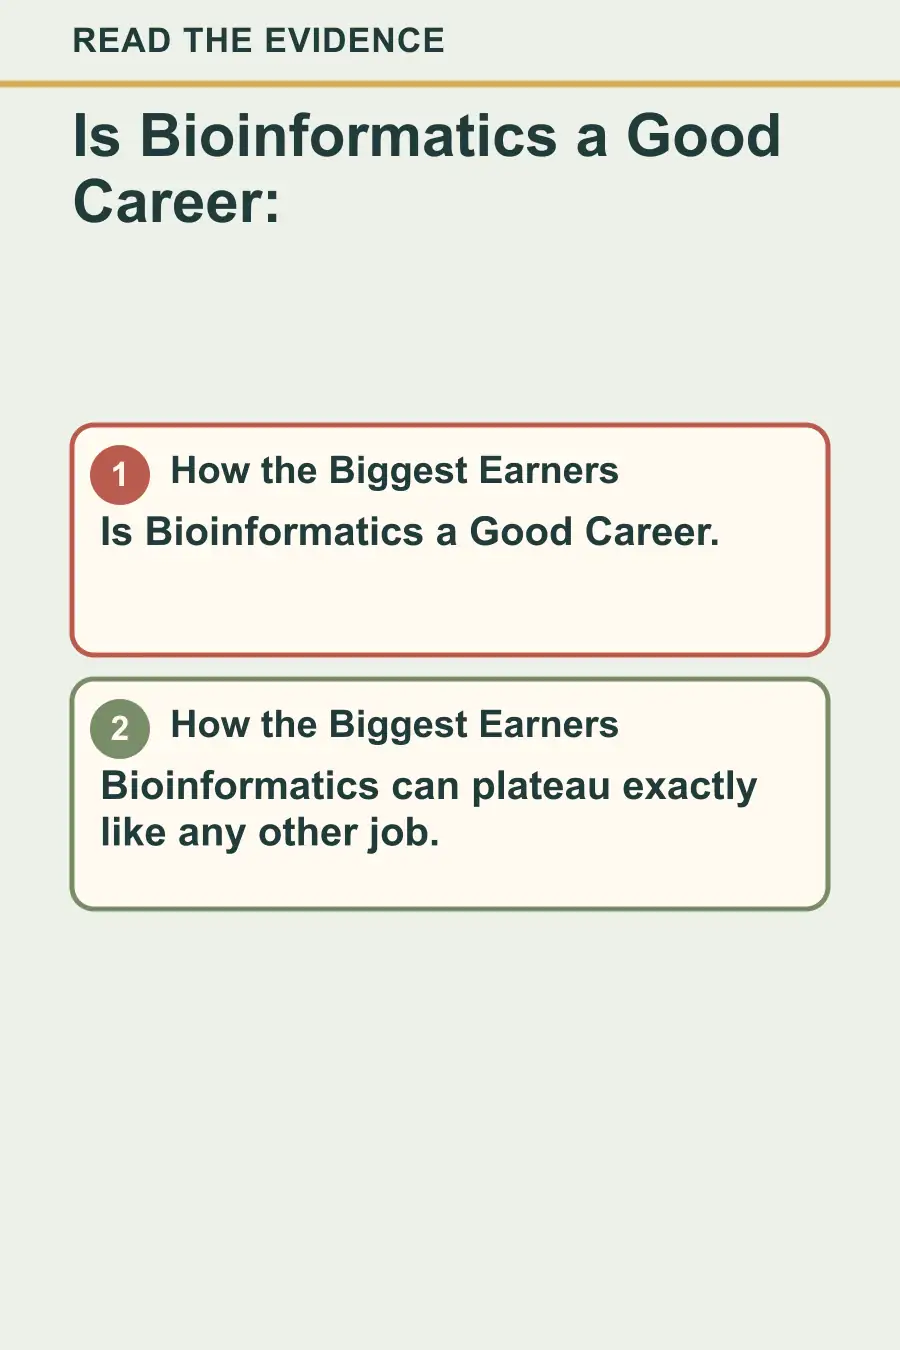 READ THE EVIDENCE
Is Bioinformatics a Good
Career:
1 How the Biggest Earners
Is Bioinformatics a Good Career.
2 How the Biggest Earners
Bioinformatics can plateau exactly
like any other job.